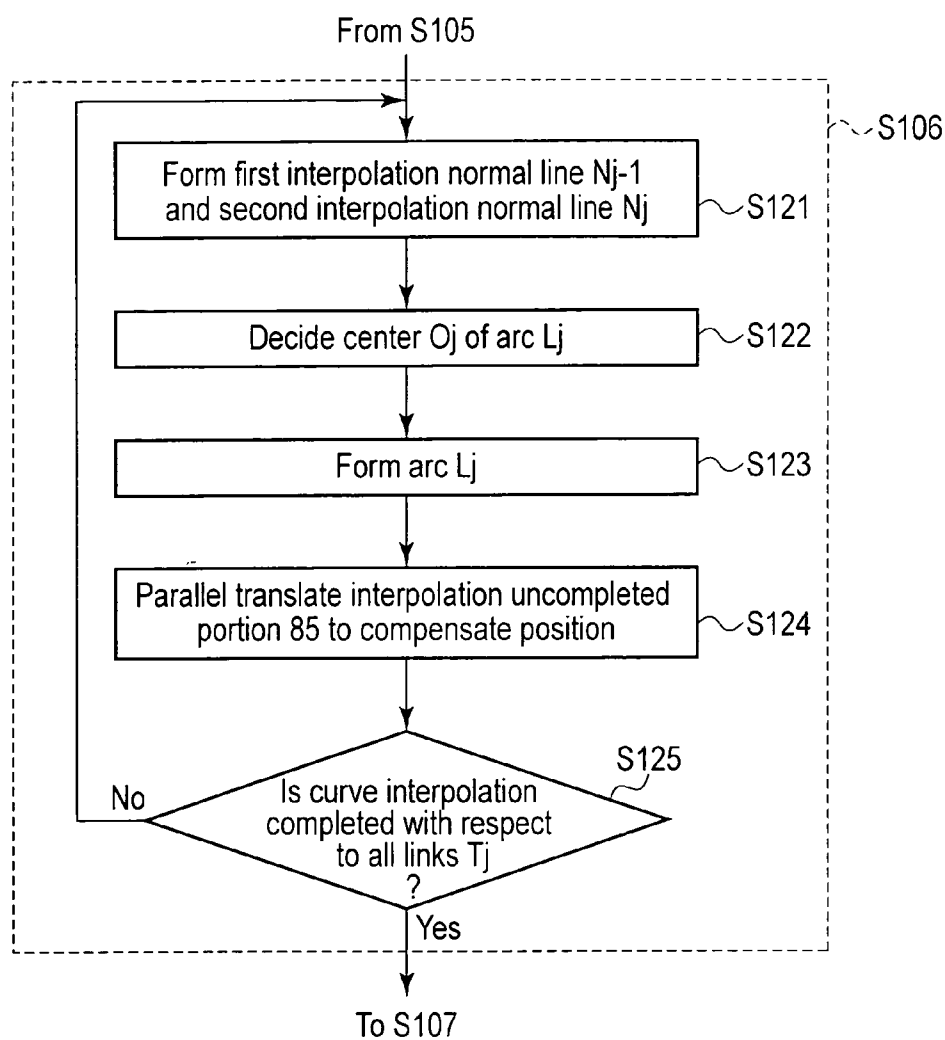 From S105
S106
Form first interpolation normal line Nj-1
and second interpolation normal line Nj
S121
Decide center Oj of arc Lj
S122
Form arc Lj
S123
Parallel translate interpolation uncompleted
portion 85 to compensate position
S124
S125
Is curve interpolation
completed with respect
to all links Tj
?
No
Yes
To S107